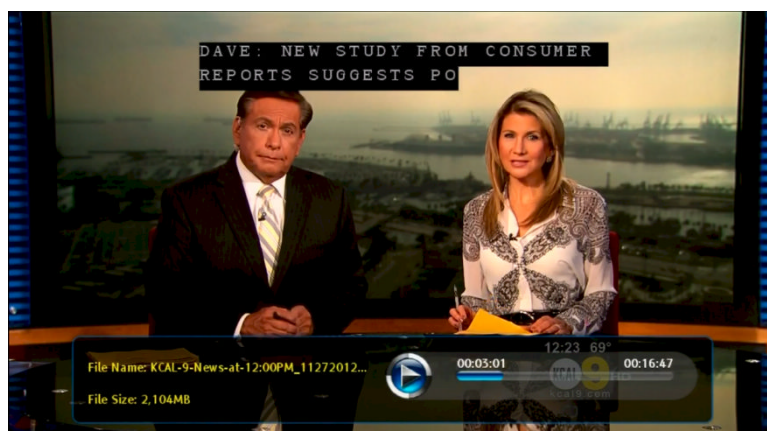 DAVE: NEW STUDY FROM CONSUMER
REPORTS SUGGESTS PO
12:23 69°
File Name: KCAL-9-News-at-12:00PM_11272012...
00:03:01
00:16:47
KCAL 9
kcal9.com
File Size: 2,104MB